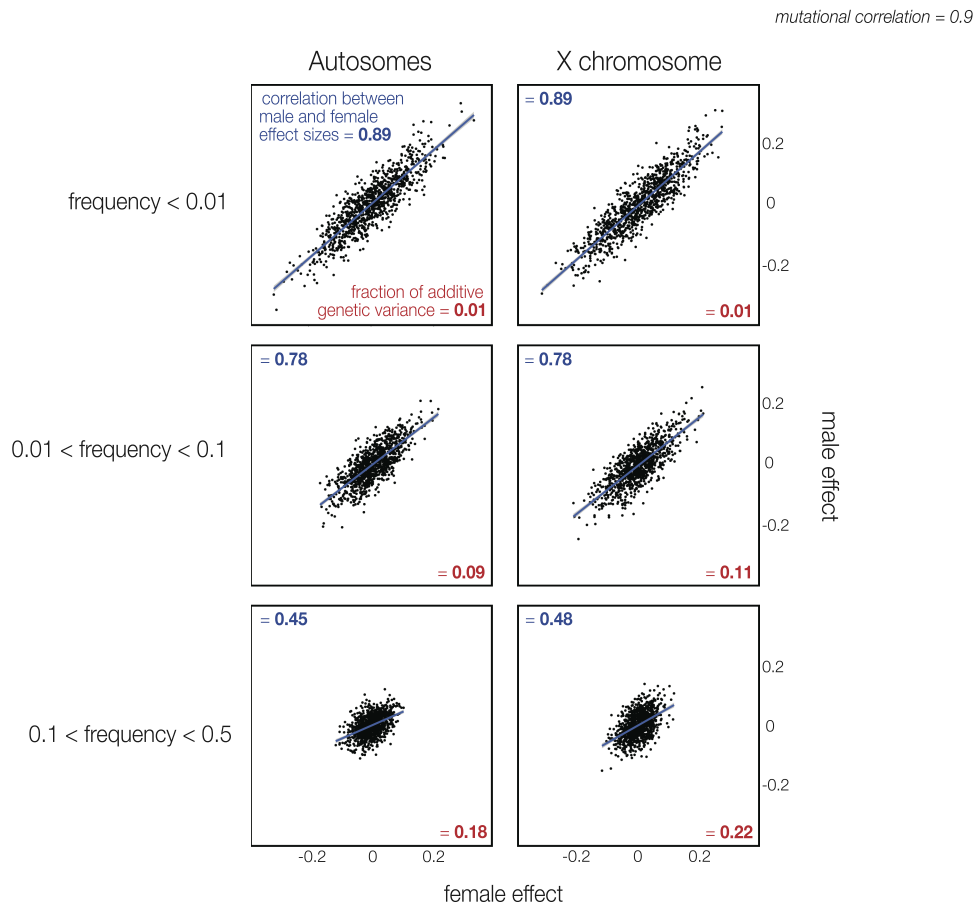 mutational correlation = 0.9
Autosomes
X chromosome
correlation between
male and female
effect sizes = 0.89
= 0.89
0.2
0
-0.2
frequency < 0.01
fraction of additive
genetic variance = 0.01
= 0.01
= 0.78
= 0.78
0.2
0
-0.2
0.01 < frequency < 0.1
male effect
= 0.09
= 0.11
= 0.45
= 0.48
0.2
0
-0.2
0.1 < frequency < 0.5
= 0.18
= 0.22
-0.2 0 0.2
-0.2 0 0.2
female effect